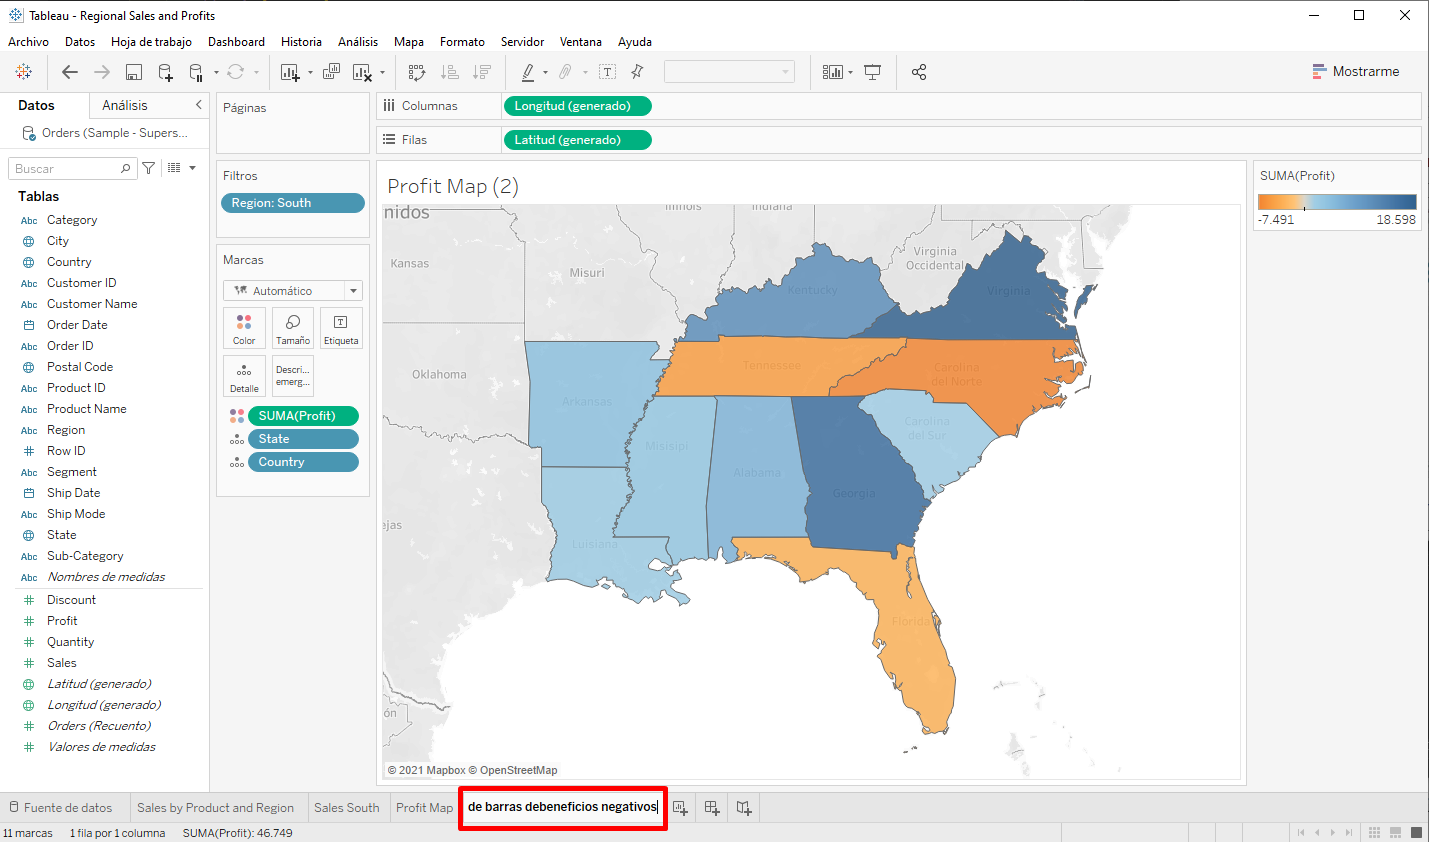 Tableau - Regional Sales and Profits
Archivo Datos Hoja de trabajo Dashboard Historia Análisis Mapa Formato Servidor Ventana Ayuda
Mostrarme
Datos Análisis
Orders (Sample - Supers...
Buscar
Tablas
Abc Category
City
Country
Abc Customer ID
Abc Customer Name
Order Date
Abc Order ID
Postal Code
Abc Product ID
Abc Product Name
Abc Region
# Row ID
Abc Segment
Ship Date
Abc Ship Mode
State
Abc Sub-Category
Abc Nombres de medidas
# Discount
# Profit
# Quantity
# Sales
Latitud (generado)
Longitud (generado)
# Orders (Recuento)
# Valores de medidas
Páginas
Filtros
Region: South
Marcas
Automático
Color Tamaño Etiqueta
Detalle Descri...
emerg...
SUMA(Profit)
State
Country
Columnas Longitud (generado)
Filas Latitud (generado)
Profit Map (2)
nidos
Illinois
Indiana
Kansas
Misuri
Virginia
Occidental
Kentucky
Virginia
Oklahoma
Tennessee
Carolina
del Norte
Arkansas
Carolina
del Sur
Misisipi
Alabama
Georgia
ejas
Luisiana
Florida
ón
© 2021 Mapbox © OpenStreetMap
SUMA(Profit)
-7.491 18.598
Fuente de datos Sales by Product and Region Sales South Profit Map de barras debeneficios negativos
11 marcas 1 fila por 1 columna SUMA(Profit): 46.749